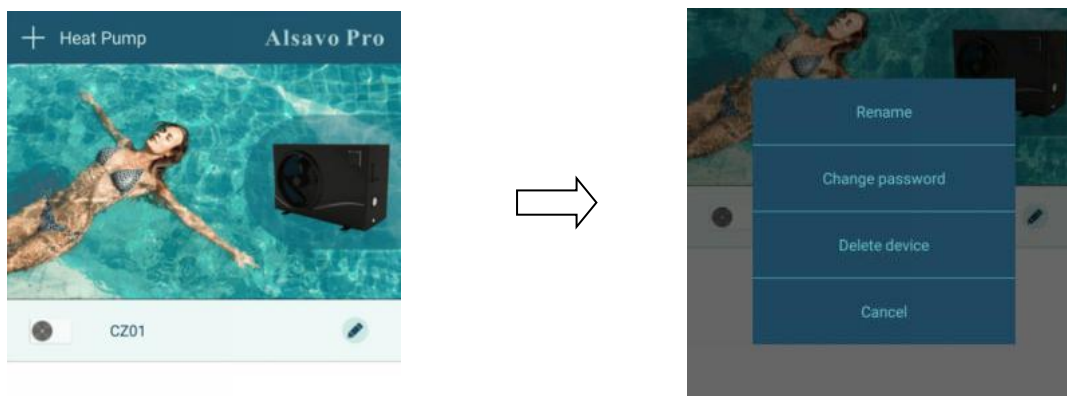 Heat Pump Alsavo Pro
CZ01
Rename
Change password
Delete device
Cancel